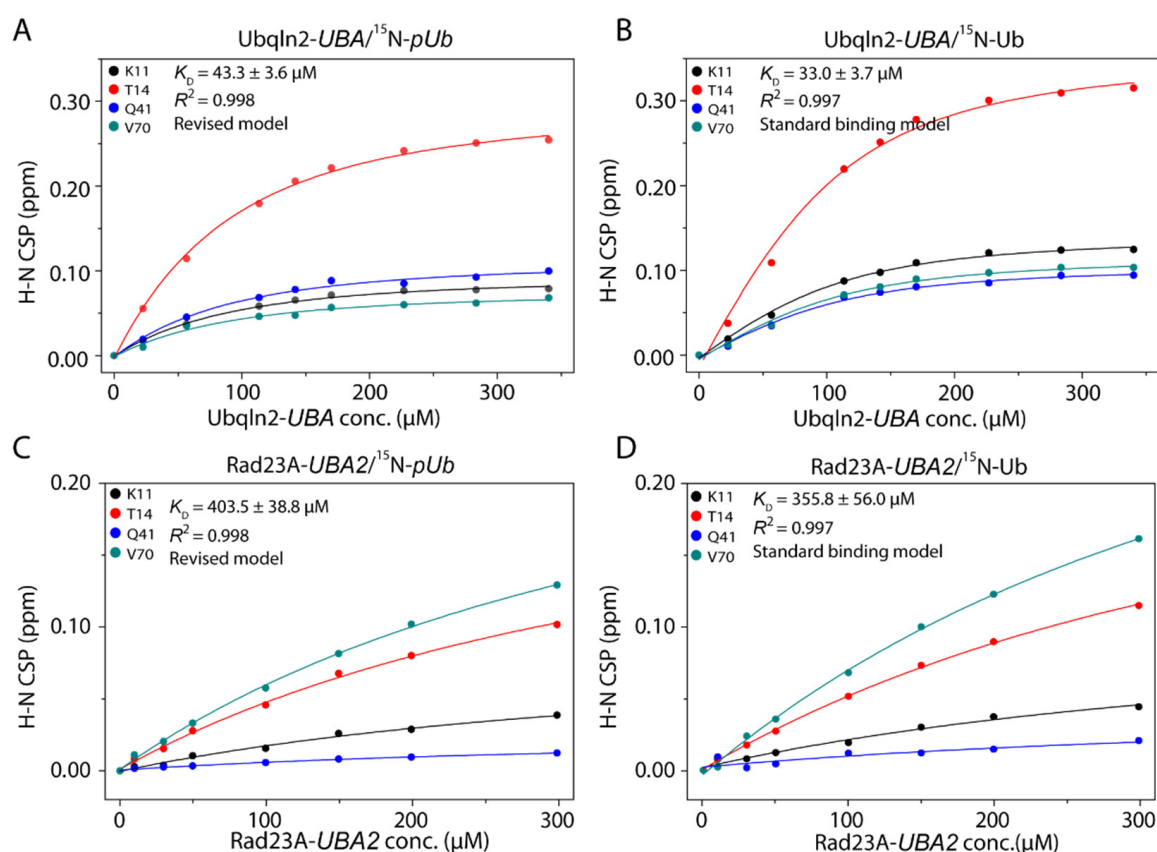 A
Ubqln2-UBA/¹⁵N-pUb
K11
T14
Q41
V70
K_D = 43.3 ± 3.6 µM
R² = 0.998
Revised model
0.30
0.20
0.10
0.00
H-N CSP (ppm)
0
100
200
300
Ubqln2-UBA conc. (µM)
B
Ubqln2-UBA/¹⁵N-Ub
K11
T14
Q41
V70
K_D = 33.0 ± 3.7 µM
R² = 0.997
Standard binding model
0.30
0.20
0.10
0.00
H-N CSP (ppm)
0
100
200
300
Ubqln2-UBA conc. (µM)
C
Rad23A-UBA2/¹⁵N-pUb
K11
T14
Q41
V70
K_D = 403.5 ± 38.8 µM
R² = 0.998
Revised model
0.20
0.10
0.00
H-N CSP (ppm)
0
100
200
300
Rad23A-UBA2 conc. (µM)
D
Rad23A-UBA2/¹⁵N-Ub
K11
T14
Q41
V70
K_D = 355.8 ± 56.0 µM
R² = 0.997
Standard binding model
0.20
0.10
0.00
H-N CSP (ppm)
0
100
200
300
Rad23A-UBA2 conc. (µM)